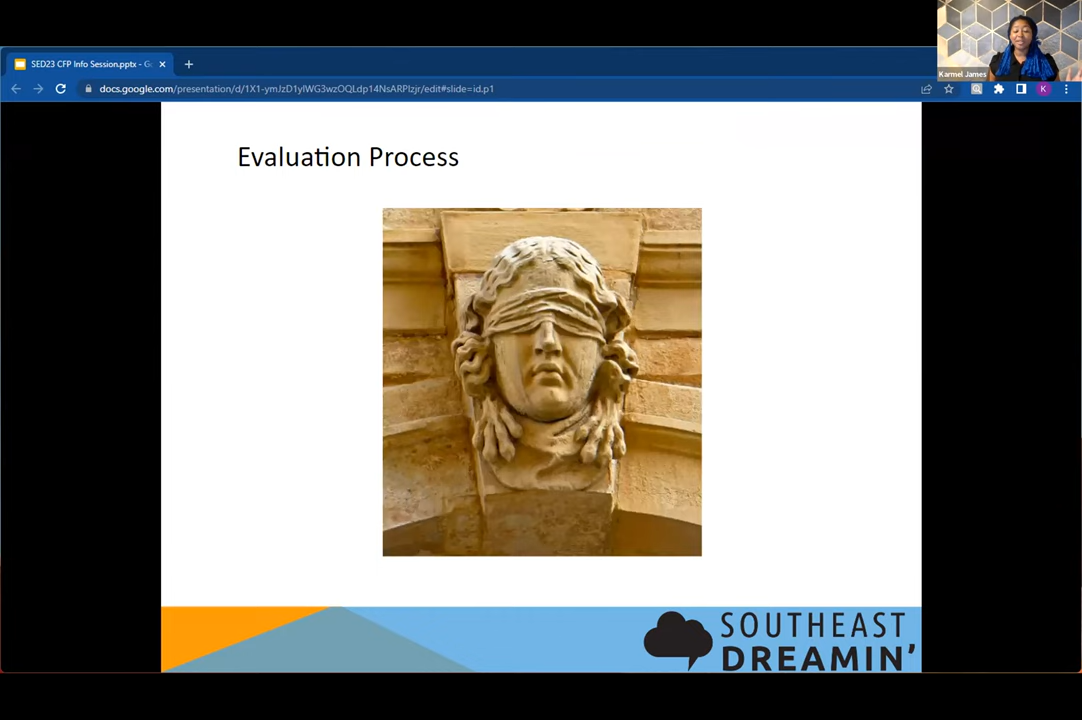 SED23 CFP Info Session.pptx - Go
docs.google.com/presentation/d/1X1-ymJzD1ylWG3wzOQLdp14NsARPlzjr/edit#slide=id.p1
K
Karmel James
Evaluation Process
SOUTHEAST
DREAMIN'